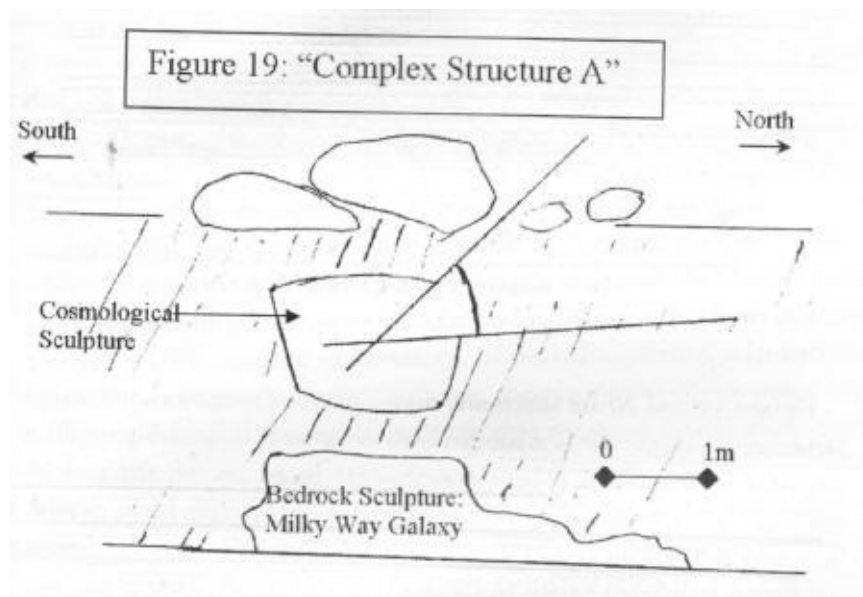 Figure 19: “Complex Structure A”
South
North
Cosmological
Sculpture
0 1m
Bedrock Sculpture:
Milky Way Galaxy